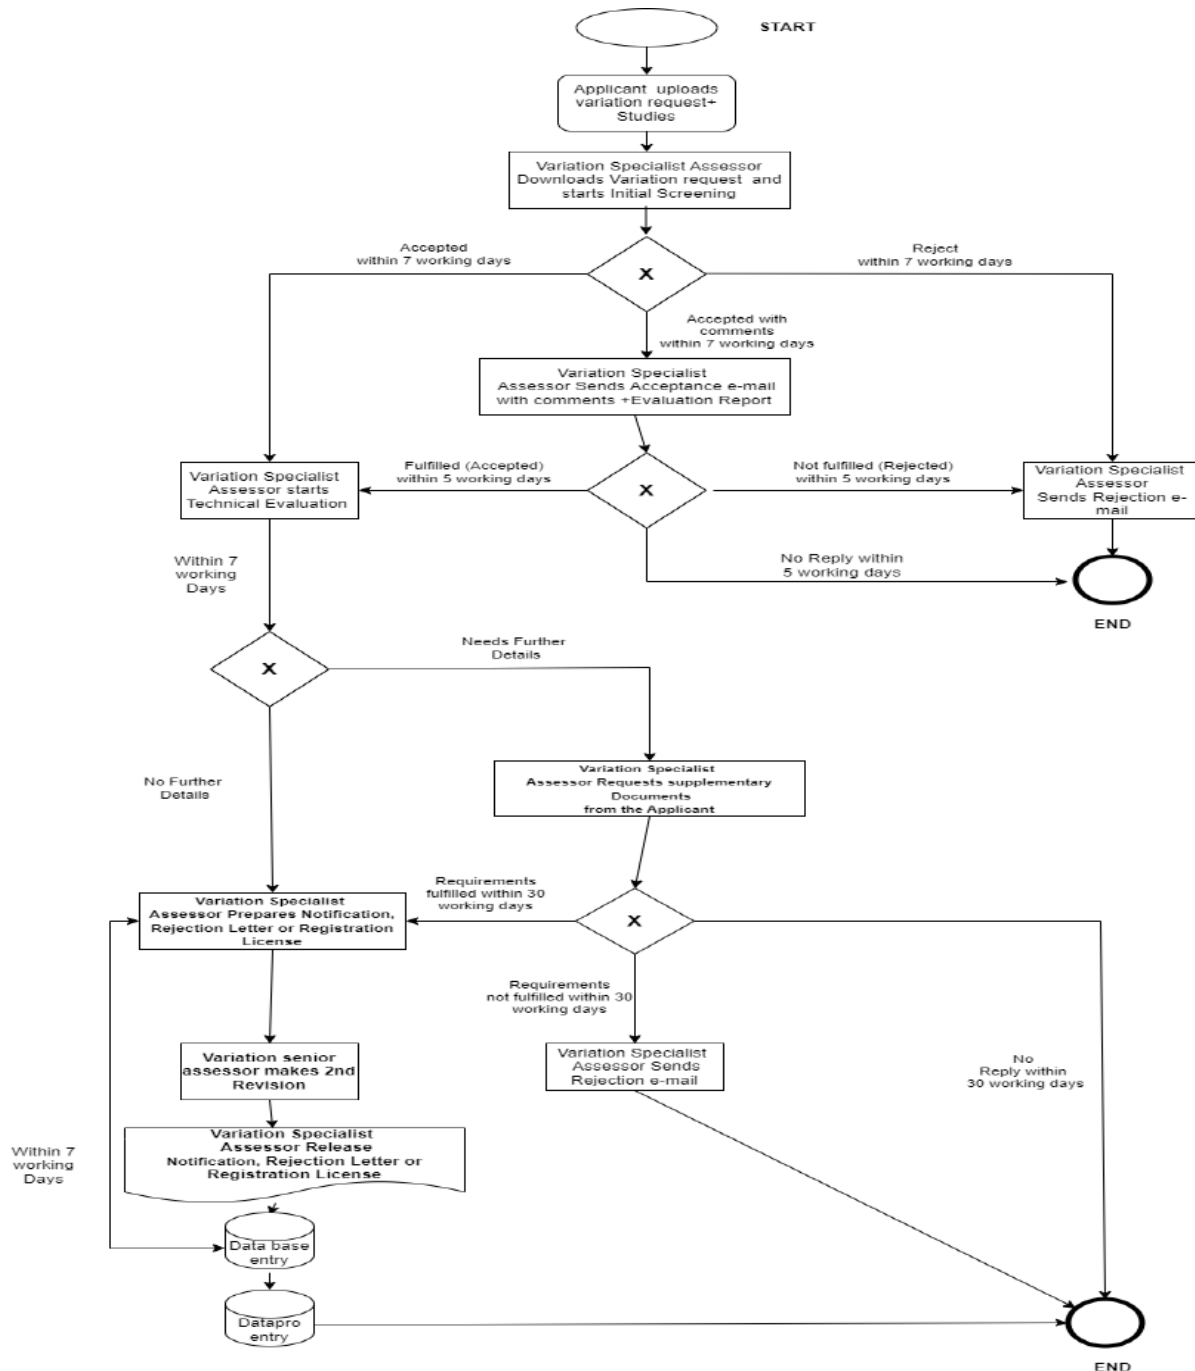 START
Applicant uploads
variation request+
Studies
Variation Specialist Assessor
Downloads Variation request and
starts Initial Screening
X
Accepted
within 7 working days
Reject
within 7 working days
Accepted with
comments
within 7 working days
Variation Specialist
Assessor Sends Acceptance e-mail
with comments +Evaluation Report
Variation Specialist
Assessor starts
Technical Evaluation
Fulfilled (Accepted)
within 5 working days
X
Not fulfilled (Rejected)
within 5 working days
Variation Specialist
Assessor
Sends Rejection e-
mail
No Reply within
5 working days
END
Within 7
working
Days
X
Needs Further
Details
No Further
Details
Variation Specialist
Assessor Requests supplementary
Documents
from the Applicant
Variation Specialist
Assessor Prepares Notification,
Rejection Letter or Registration
License
Requirements
fulfilled within 30
working days
X
Requirements
not fulfilled within 30
working days
Variation Specialist
Assessor Sends
Rejection e-mail
No
Reply within
30 working days
Variation senior
assessor makes 2nd
Revision
Variation Specialist
Assessor Release
Notification, Rejection Letter or
Registration License
Within 7
working
Days
Data base
entry
Datapro
entry
END